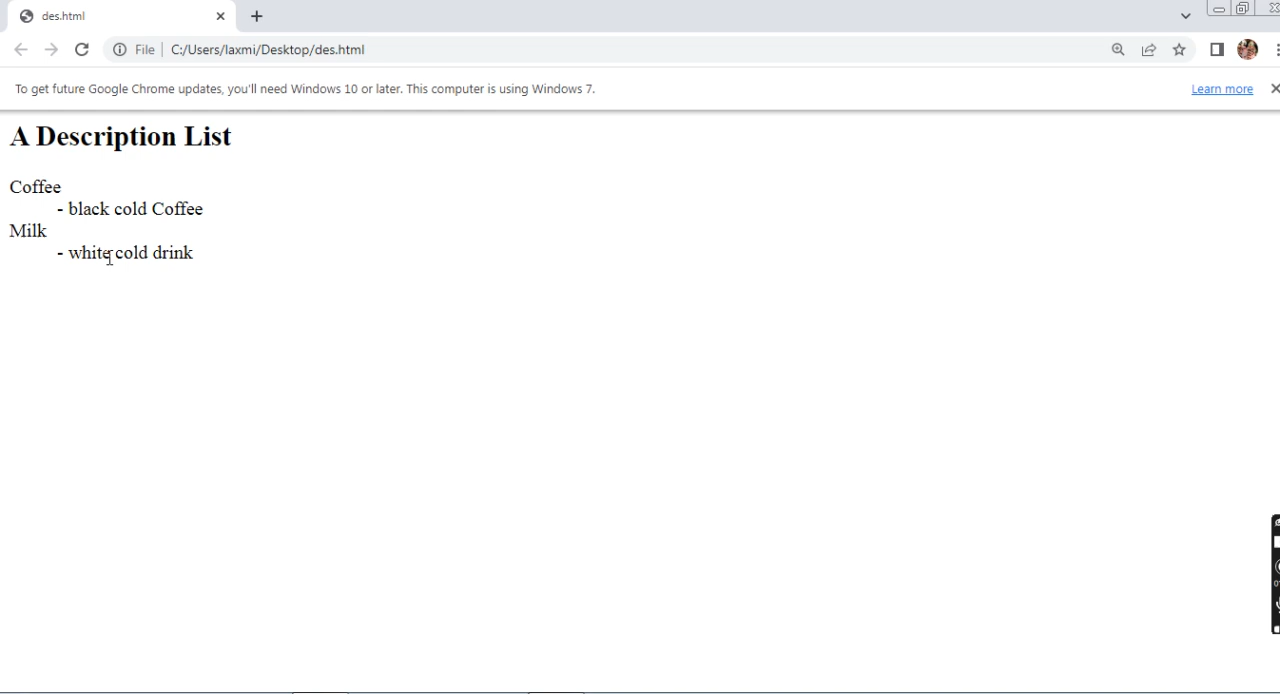 des.html
File
C:/Users/laxmi/Desktop/des.html
To get future Google Chrome updates, you'll need Windows 10 or later. This computer is using Windows 7.
Learn more
A Description List
Coffee
- black cold Coffee
Milk
- white cold drink